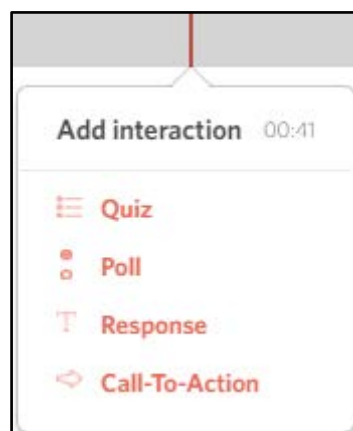 Add interaction 00:41
Quiz
Poll
Response
Call-To-Action